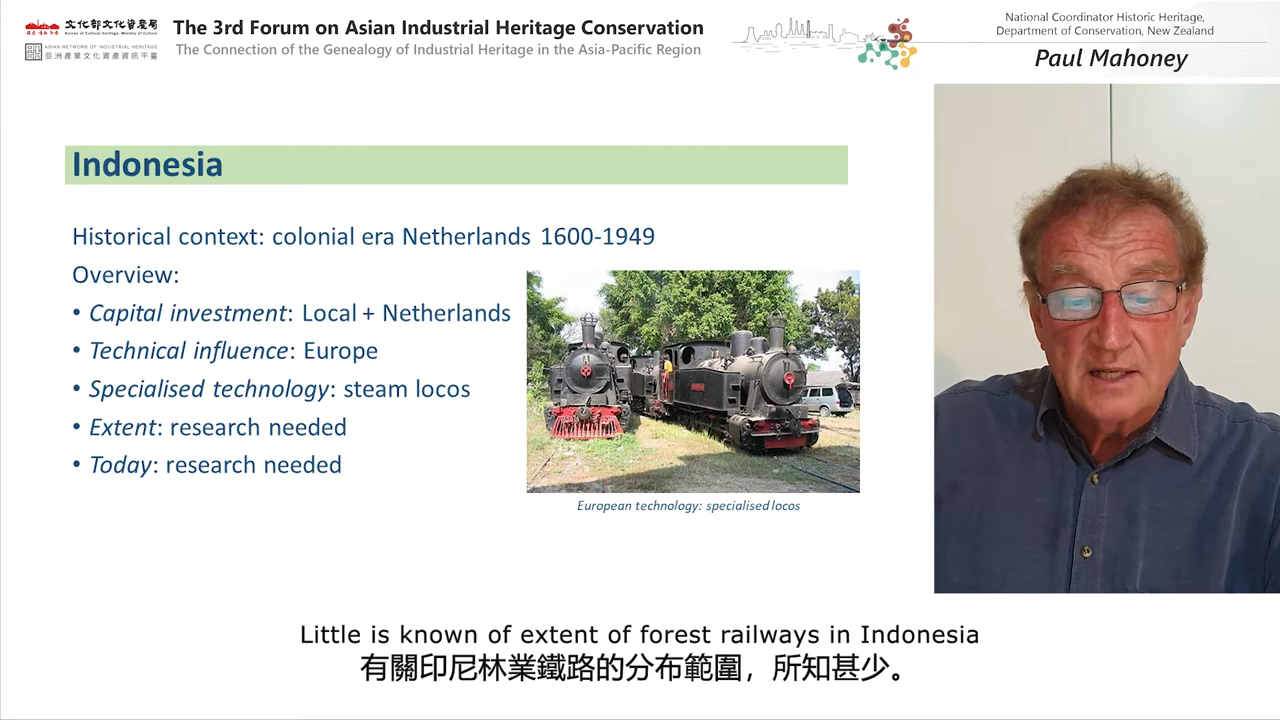 文化部文化資產局
Bureau of Cultural Heritage, Ministry of Culture
ASIAN NETWORK OF INDUSTRIAL HERITAGE
亞洲產業文化資產資訊平臺
The 3rd Forum on Asian Industrial Heritage Conservation
The Connection of the Genealogy of Industrial Heritage in the Asia-Pacific Region
National Coordinator Historic Heritage,
Department of Conservation, New Zealand
Paul Mahoney
Indonesia
Historical context: colonial era Netherlands 1600-1949
Overview:
• Capital investment: Local + Netherlands
• Technical influence: Europe
• Specialised technology: steam locos
• Extent: research needed
• Today: research needed
European technology: specialised locos
Little is known of extent of forest railways in Indonesia
有關印尼林業鐵路的分布範圍，所知甚少。